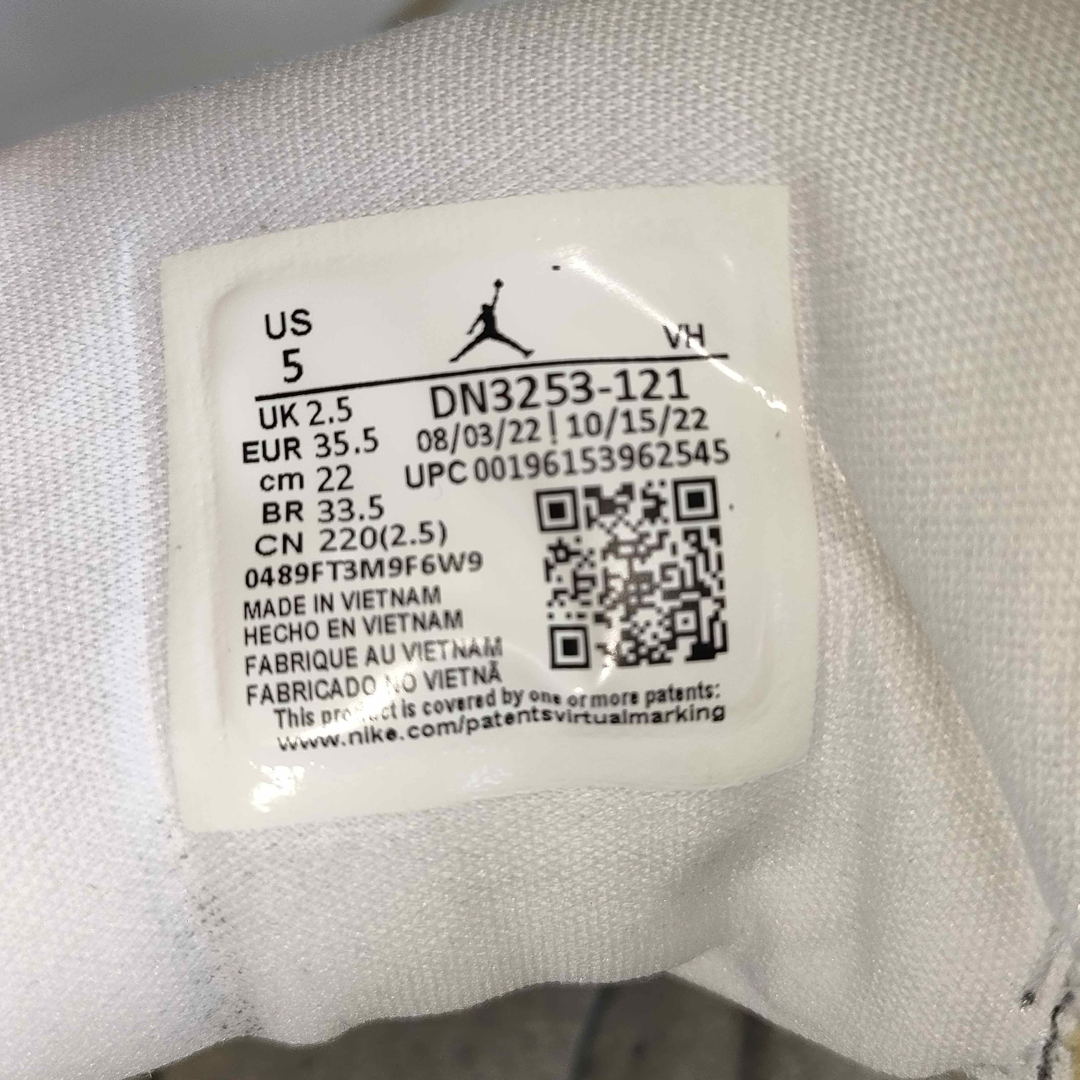 US
5
VH
UK 2.5
EUR 35.5
cm 22
BR 33.5
CN 220(2.5)
DN3253-121
08/03/22 | 10/15/22
UPC 00196153962545
0489FT3M9F6W9
MADE IN VIETNAM
HECHO EN VIETNAM
FABRIQUE AU VIETNAM
FABRICADO NO VIETNÃ
This product is covered by one or more patents:
www.nike.com/patentsvirtualmarking